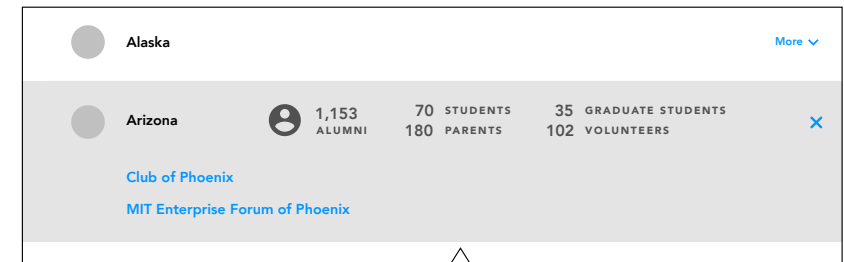 Alaska More
Arizona 1,153 70 STUDENTS 35 GRADUATE STUDENTS
ALUMNI 180 PARENTS 102 VOLUNTEERS
Club of Phoenix
MIT Enterprise Forum of Phoenix